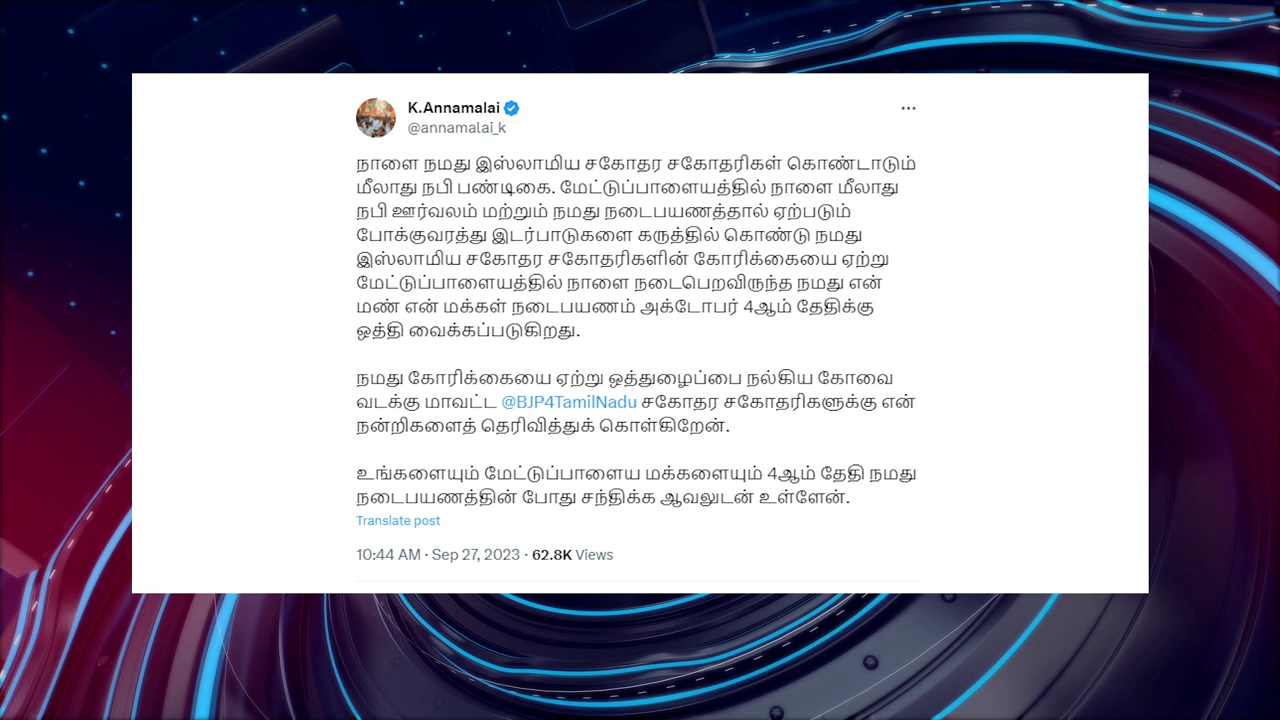 K.Annamalai
@annamalai_k
நாளை நமது இஸ்லாமிய சகோதர சகோதரிகள் கொண்டாடும்
மீலாது நபி பண்டிகை. மேட்டுப்பாளையத்தில் நாளை மீலாது
நபி ஊர்வலம் மற்றும் நமது நடைபயணத்தால் ஏற்படும்
போக்குவரத்து இடர்பாடுகளை கருத்தில் கொண்டு நமது
இஸ்லாமிய சகோதர சகோதரிகளின் கோரிக்கையை ஏற்று
மேட்டுப்பாளையத்தில் நாளை நடைபெறவிருந்த நமது என்
மண் என் மக்கள் நடைபயணம் அக்டோபர் 4ஆம் தேதிக்கு
ஒத்தி வைக்கப்படுகிறது.
நமது கோரிக்கையை ஏற்று ஒத்துழைப்பை நல்கிய கோவை
வடக்கு மாவட்ட @BJP4TamilNadu சகோதர சகோதரிகளுக்கு என்
நன்றிகளைத் தெரிவித்துக் கொள்கிறேன்.
உங்களையும் மேட்டுப்பாளைய மக்களையும் 4ஆம் தேதி நமது
நடைபயணத்தின் போது சந்திக்க ஆவலுடன் உள்ளேன்.
Translate post
10:44 AM · Sep 27, 2023 · 62.8K Views